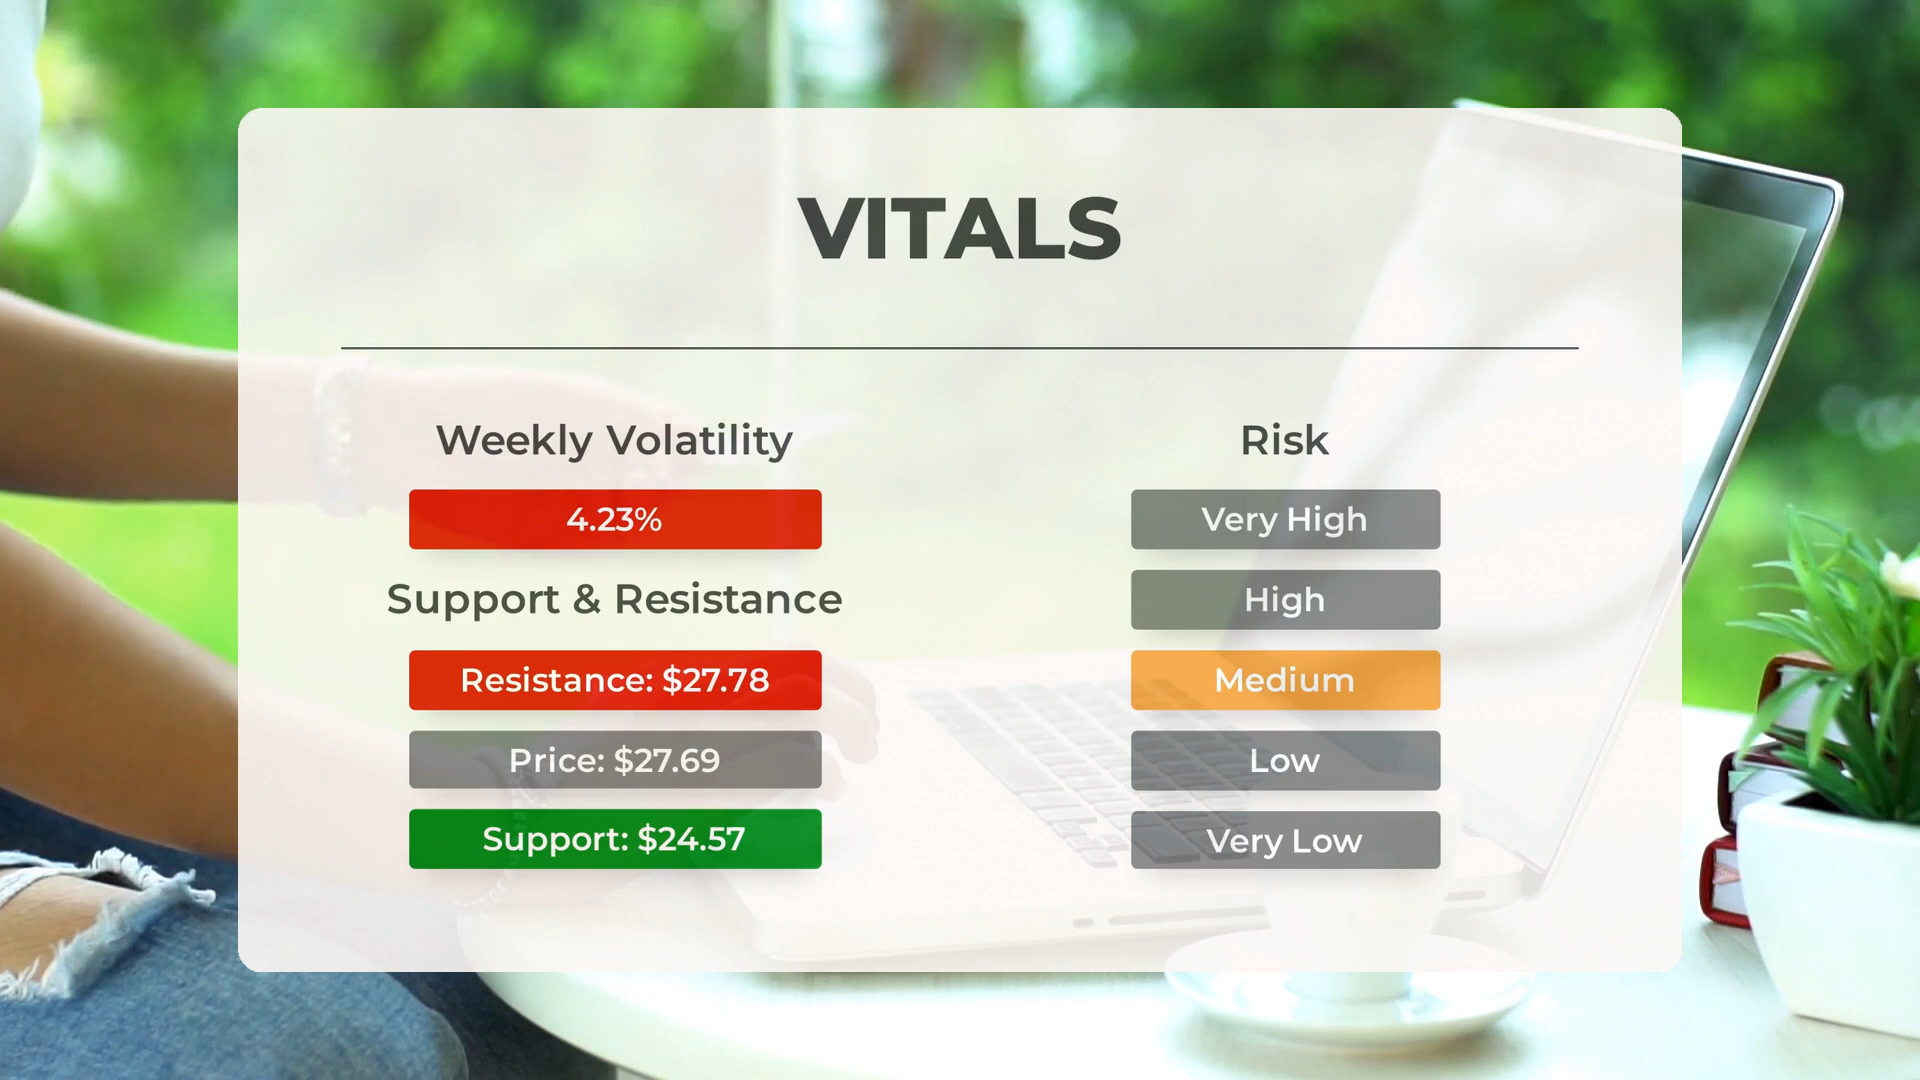 VITALS
Weekly Volatility
4.23%
Support & Resistance
Resistance: $27.78
Price: $27.69
Support: $24.57
Risk
Very High
High
Medium
Low
Very Low